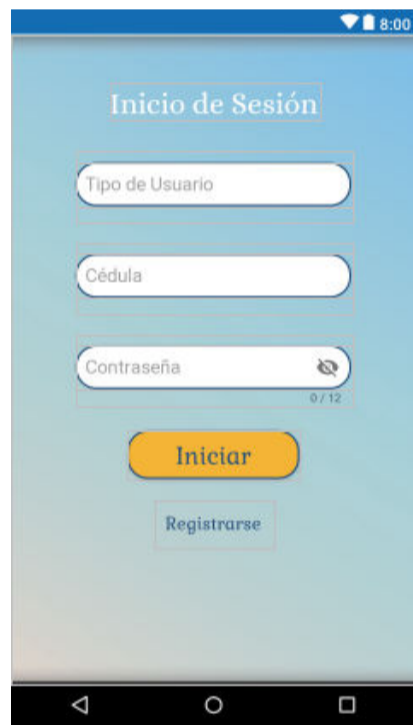 8:00
Inicio de Sesión
Tipo de Usuario
Cédula
Contraseña
0 / 12
Iniciar
Registrarse